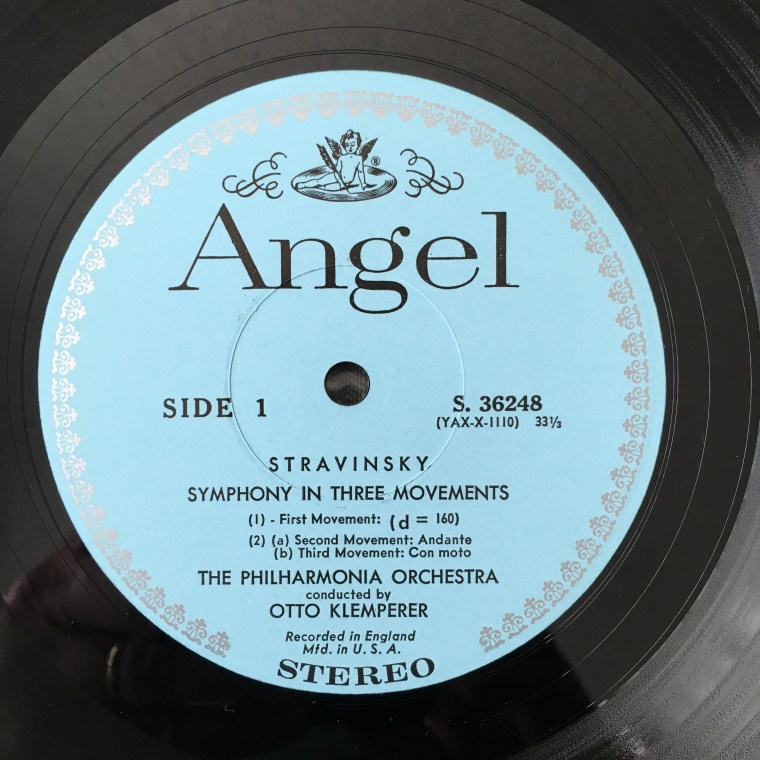 ®
Angel
SIDE 1
S. 36248
(YAX-X-1110) 33⅓
STRAVINSKY
SYMPHONY IN THREE MOVEMENTS
(1) - First Movement: (d = 160)
(2) (a) Second Movement: Andante
(b) Third Movement: Con moto
THE PHILHARMONIA ORCHESTRA
conducted by
OTTO KLEMPERER
Recorded in England
Mfd. in U. S. A.
STEREO